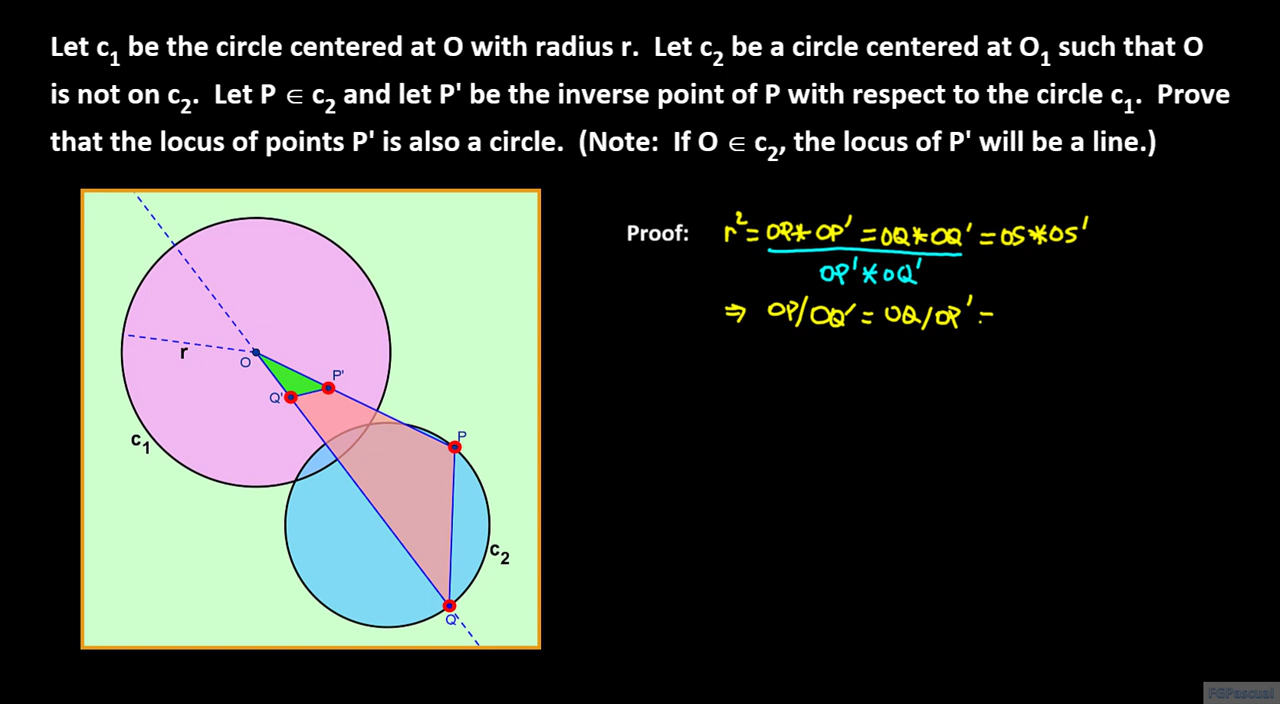 Let c₁ be the circle centered at O with radius r. Let c₂ be a circle centered at O₁ such that O
is not on c₂. Let P ∈ c₂ and let P' be the inverse point of P with respect to the circle c₁. Prove
that the locus of points P' is also a circle. (Note: If O ∈ c₂, the locus of P' will be a line.)
Proof: r² = OP * OP' = OQ * OQ' = OS * OS'
OP' * OQ'
⇒ OP/OQ' = OQ/OP' =
r
O
P'
Q'
c₁
P
c₂
Q
FGPascual